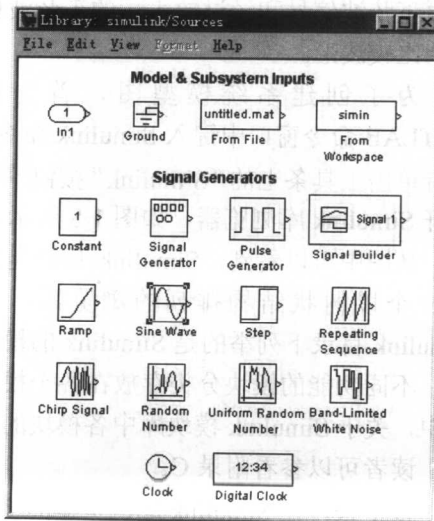 Library: simulink/Sources
File Edit View Format Help
Model & Subsystem Inputs
1
In1
Ground
untitled.mat
From File
simin
From
Workspace
Signal Generators
1
Constant
Signal
Generator
Pulse
Generator
Signal 1
Signal Builder
Ramp
Sine Wave
Step
Repeating
Sequence
Chirp Signal
Random
Number
Uniform Random
Number
Band-Limited
White Noise
Clock
12:34
Digital Clock